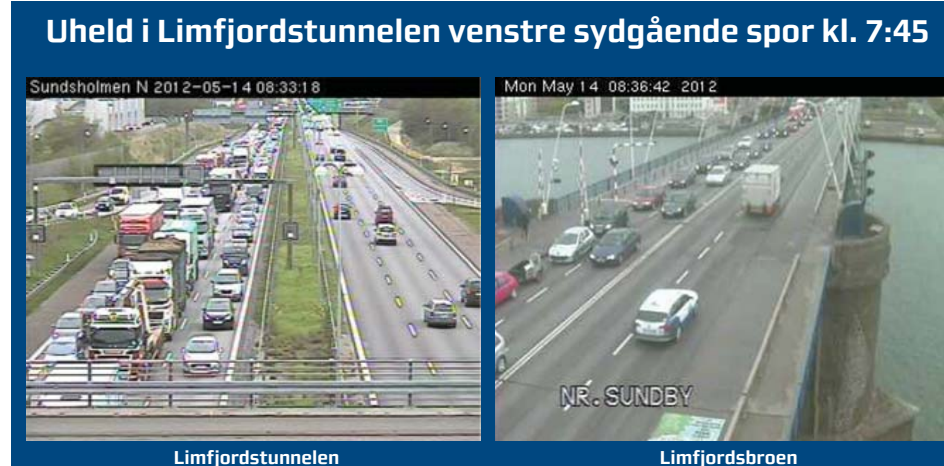 Uheld i Limfjordstunnelen venstre sydgående spor kl. 7:45
Sundsholmen N 2012-05-14 08:33:18
Mon May 14 08:36:42 2012
NR. SUNDBY
Limfjordstunnelen
Limfjordsbroen